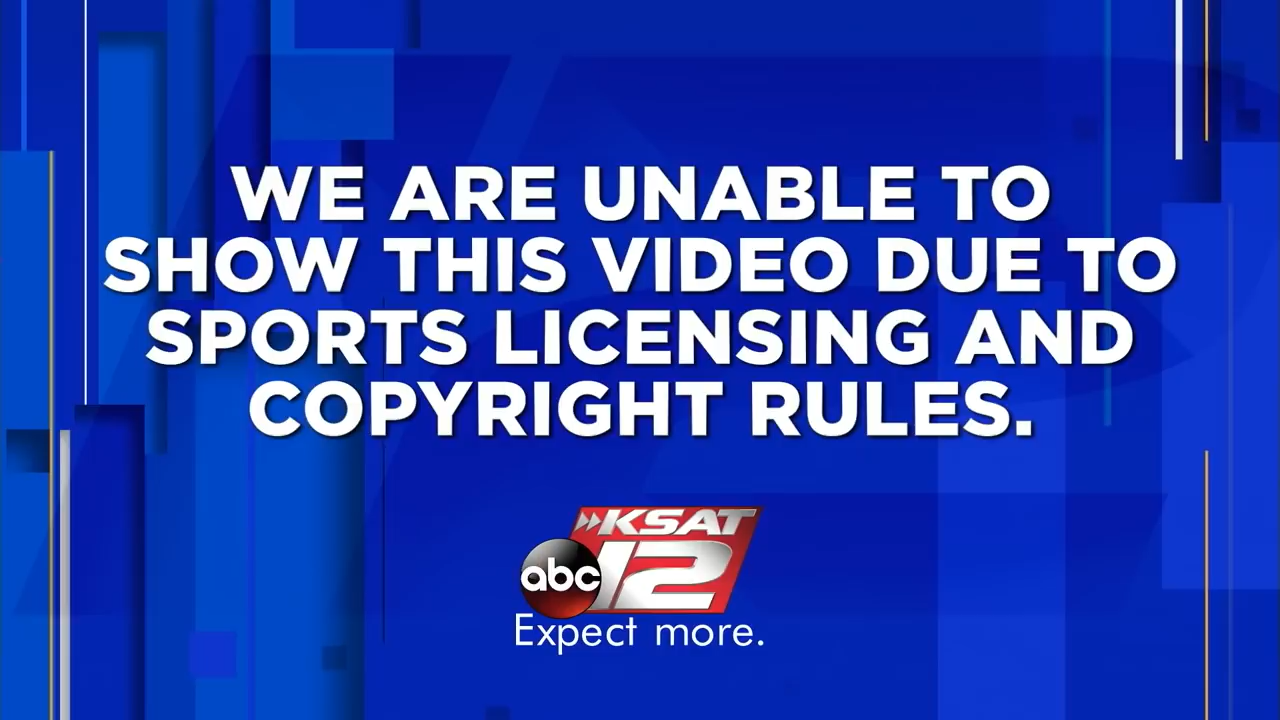 WE ARE UNABLE TO
SHOW THIS VIDEO DUE TO
SPORTS LICENSING AND
COPYRIGHT RULES.
KSAT
abc 12
Expect more.